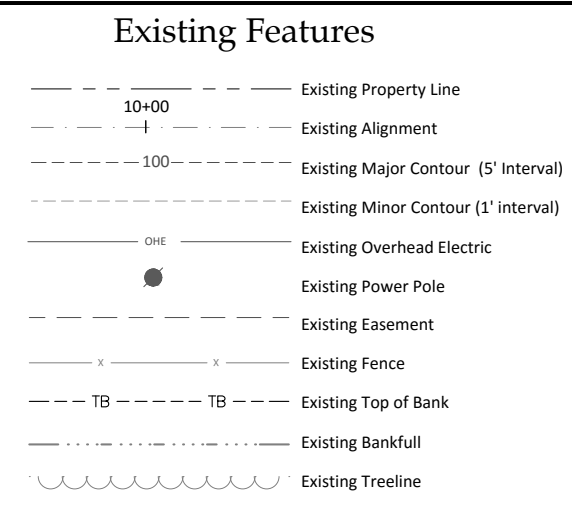 Existing Features
Existing Property Line
10+00
Existing Alignment
100 Existing Major Contour (5' Interval)
Existing Minor Contour (1' interval)
OHE Existing Overhead Electric
Existing Power Pole
Existing Easement
x x Existing Fence
TB TB Existing Top of Bank
Existing Bankfull
Existing Treeline